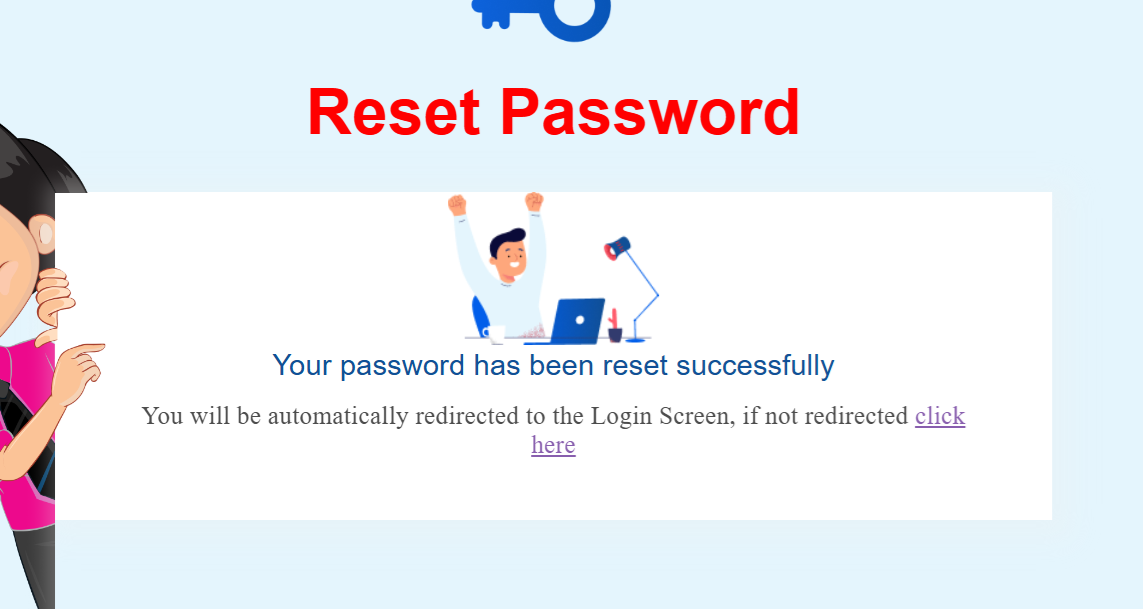 Reset Password
Your password has been reset successfully
You will be automatically redirected to the Login Screen, if not redirected click
here